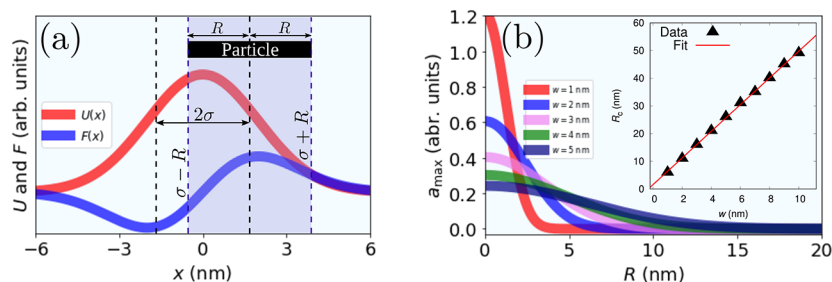 (a)
R R
Particle
U(x)
F(x)
2σ
σ − R
σ + R
U and F (arb. units)
−6 −3 0 3 6
x (nm)
(b)
1.2
1.0
0.8
0.6
0.4
0.2
0.0
a_max (abr. units)
w = 1 nm
w = 2 nm
w = 3 nm
w = 4 nm
w = 5 nm
0 5 10 15 20
R (nm)
Data
Fit
60
50
40
30
20
10
0
R_c (nm)
0 2 4 6 8 10
w (nm)